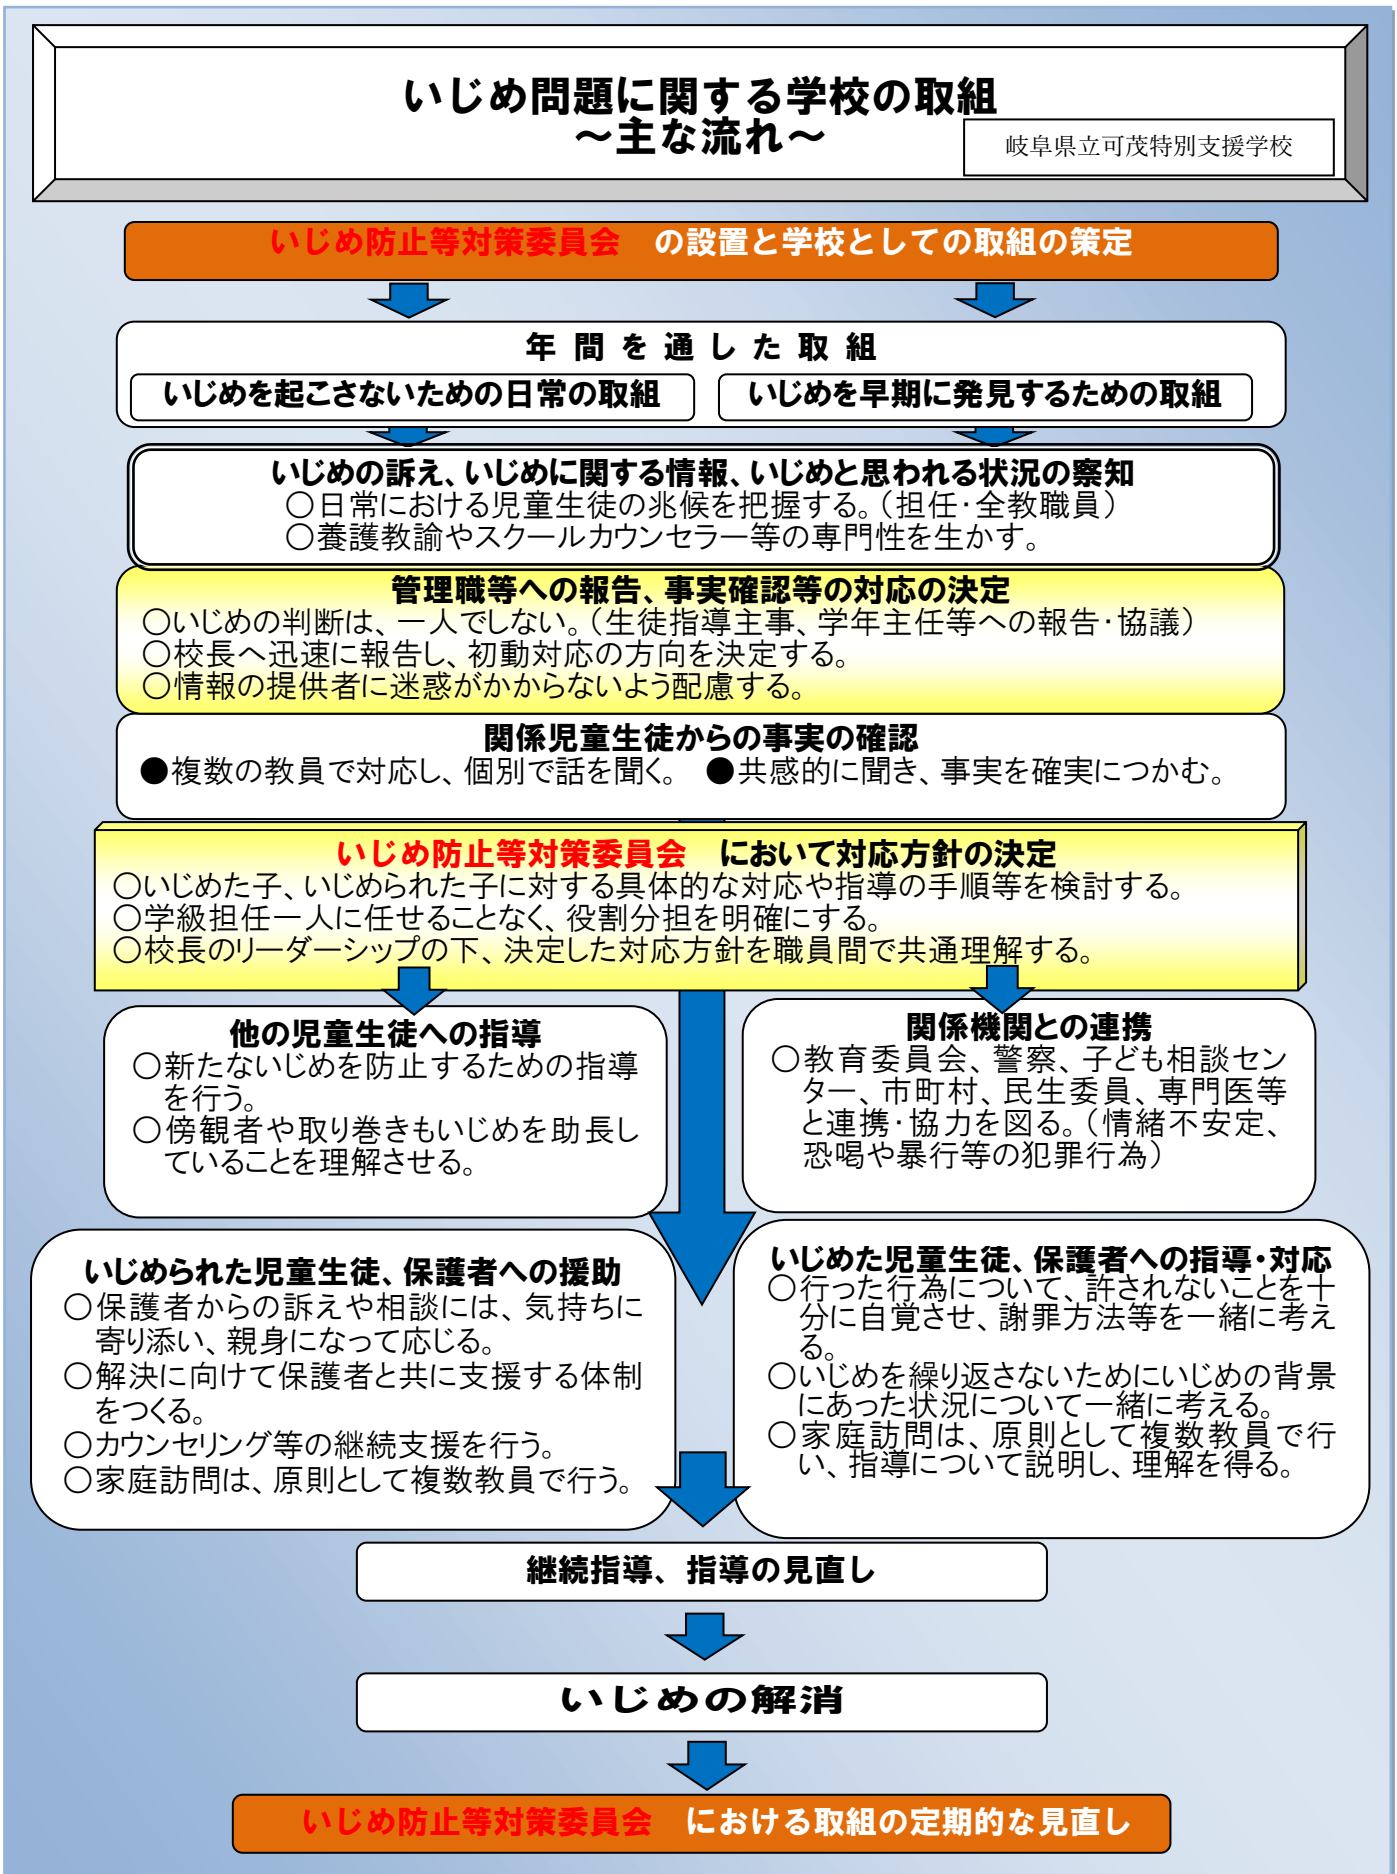 いじめ問題に関する学校の取組
～主な流れ～
岐阜県立可茂特別支援学校
いじめ防止等対策委員会　の設置と学校としての取組の策定
年間を通した取組
いじめを起こさないための日常の取組
いじめを早期に発見するための取組
いじめの訴え、いじめに関する情報、いじめと思われる状況の察知
○日常における児童生徒の兆候を把握する。（担任・全教職員）
○養護教諭やスクールカウンセラー等の専門性を生かす。
管理職等への報告、事実確認等の対応の決定
○いじめの判断は、一人でしない。（生徒指導主事、学年主任等への報告・協議）
○校長へ迅速に報告し、初動対応の方向を決定する。
○情報の提供者に迷惑がかからないよう配慮する。
関係児童生徒からの事実の確認
●複数の教員で対応し、個別で話を聞く。　●共感的に聞き、事実を確実につかむ。
いじめ防止等対策委員会　において対応方針の決定
○いじめた子、いじめられた子に対する具体的な対応や指導の手順等を検討する。
○学級担任一人に任せることなく、役割分担を明確にする。
○校長のリーダーシップの下、決定した対応方針を職員間で共通理解する。
他の児童生徒への指導
○新たないじめを防止するための指導
を行う。
○傍観者や取り巻きもいじめを助長し
ていることを理解させる。
関係機関との連携
○教育委員会、警察、子ども相談セン
ター、市町村、民生委員、専門医等
と連携・協力を図る。（情緒不安定、
恐喝や暴行等の犯罪行為）
いじめられた児童生徒、保護者への援助
○保護者からの訴えや相談には、気持ちに
寄り添い、親身になって応じる。
○解決に向けて保護者と共に支援する体制
をつくる。
○カウンセリング等の継続支援を行う。
○家庭訪問は、原則として複数教員で行う。
いじめた児童生徒、保護者への指導・対応
○行った行為について、許されないことを十
分に自覚させ、謝罪方法等を一緒に考え
る。
○いじめを繰り返さないためにいじめの背景
にあった状況について一緒に考える。
○家庭訪問は、原則として複数教員で行
い、指導について説明し、理解を得る。
継続指導、指導の見直し
いじめの解消
いじめ防止等対策委員会　における取組の定期的な見直し